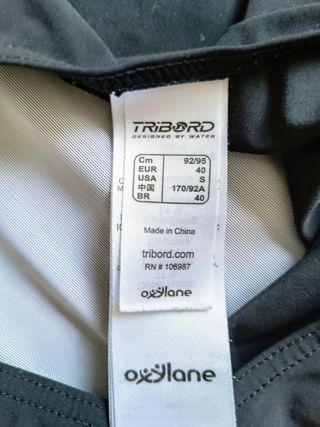 TRIBORD
DESIGNED BY WATER
Cm 92/95
EUR 40
USA S
中国 170/92A
BR 40
Made in China
tribord.com
RN # 106987
oxylane
oxylane